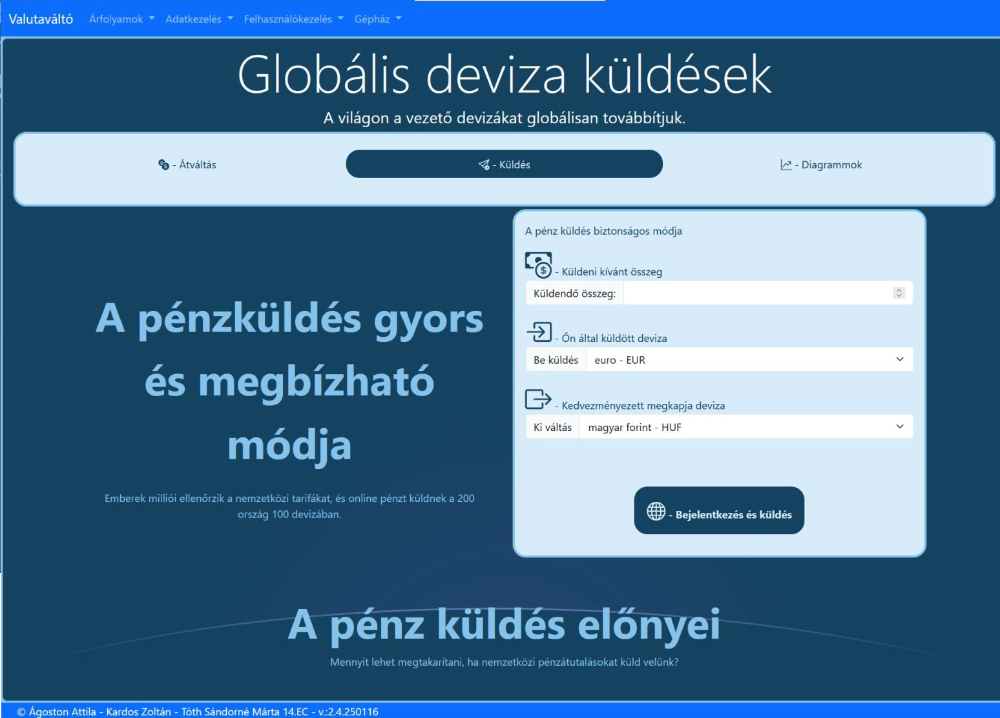 Valutaváltó Árfolyamok Adatkezelés Felhasználókezelés Gépház
Globális deviza küldések
A világon a vezető devizákat globálisan továbbítjuk.
- Átváltás - Küldés - Diagrammok
A pénz küldés biztonságos módja
- Küldeni kívánt összeg
Küldendő összeg:
- Őn által küldött deviza
Be küldés euro - EUR
- Kedvezményezett megkapja deviza
Ki váltás magyar forint - HUF
- Bejelentkezés és küldés
A pénzküldés gyors
és megbízható
módja
Emberek milliói ellenőrzik a nemzetközi tarifákat, és online pénzt küldnek a 200
ország 100 devizában.
A pénz küldés előnyei
Mennyit lehet megtakarítani, ha nemzetközi pénzátutalásokat küld velünk?
© Ágoston Attila - Kardos Zoltán - Tóth Sándorné Márta 14.EC - v.:2.4.250116